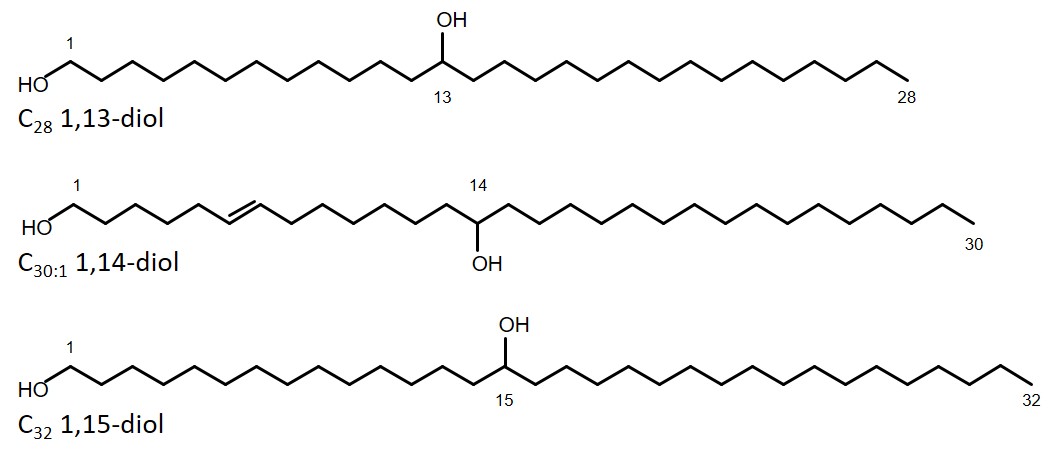 OH
1
HO
13
28
C₂₈ 1,13-diol
1
14
HO
30
OH
C₃₀:₁ 1,14-diol
OH
1
HO
15
32
C₃₂ 1,15-diol